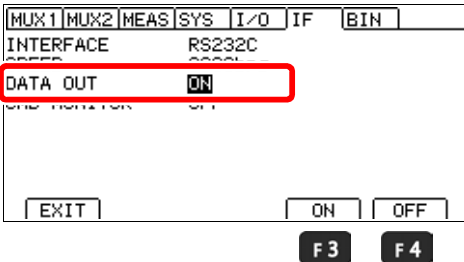 MUX1 MUX2 MEAS SYS I/O IF BIN
INTERFACE RS232C
DATA OUT ON
EXIT ON OFF
F3 F4